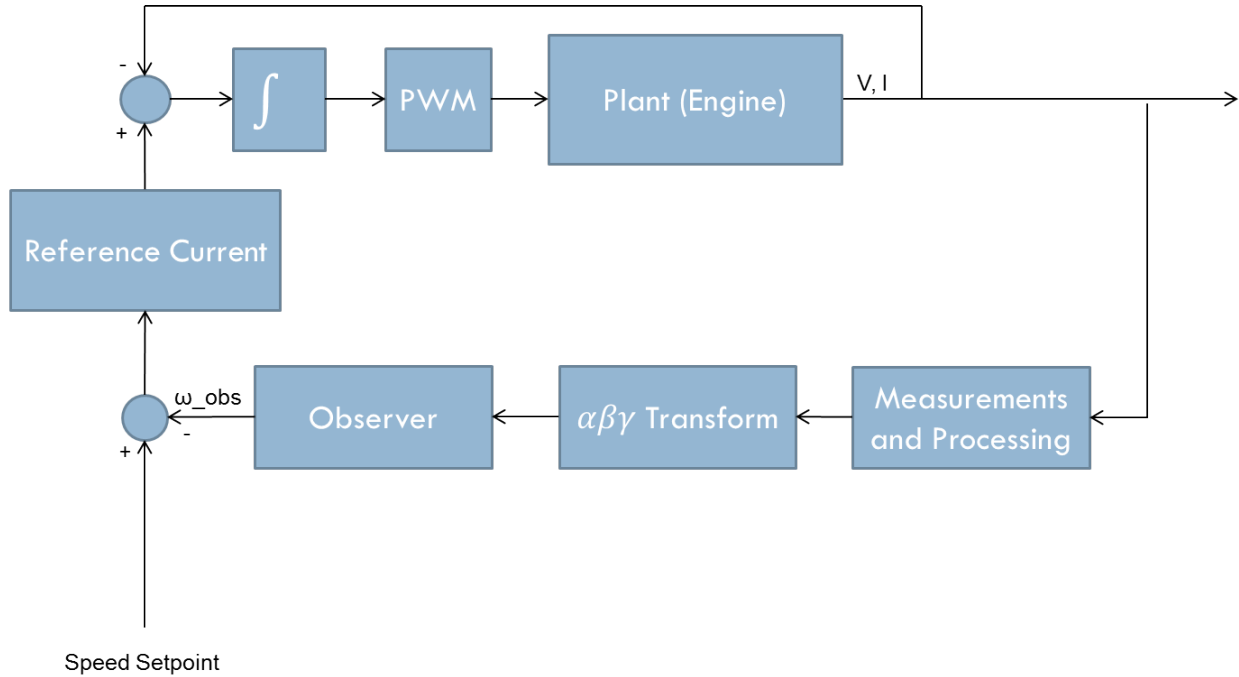 -
∫
PWM
Plant (Engine)
V, I
+
Reference Current
ω_obs
-
+
Observer
αβγ Transform
Measurements
and Processing
Speed Setpoint